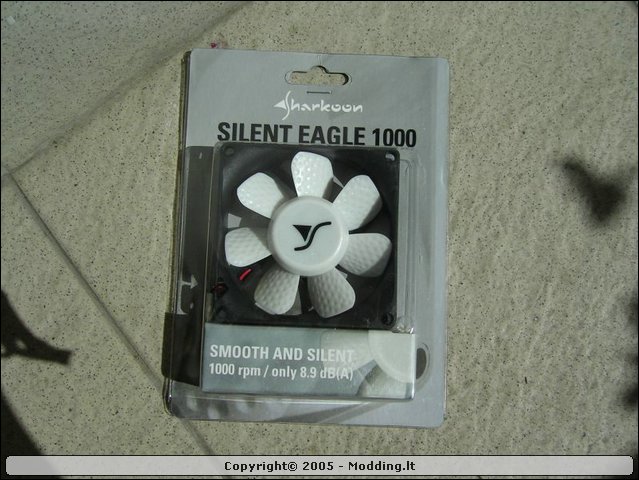 Sharkoon
SILENT EAGLE 1000
SMOOTH AND SILENT
1000 rpm / only 8.9 dB(A)
Copyright© 2005 - Modding.lt